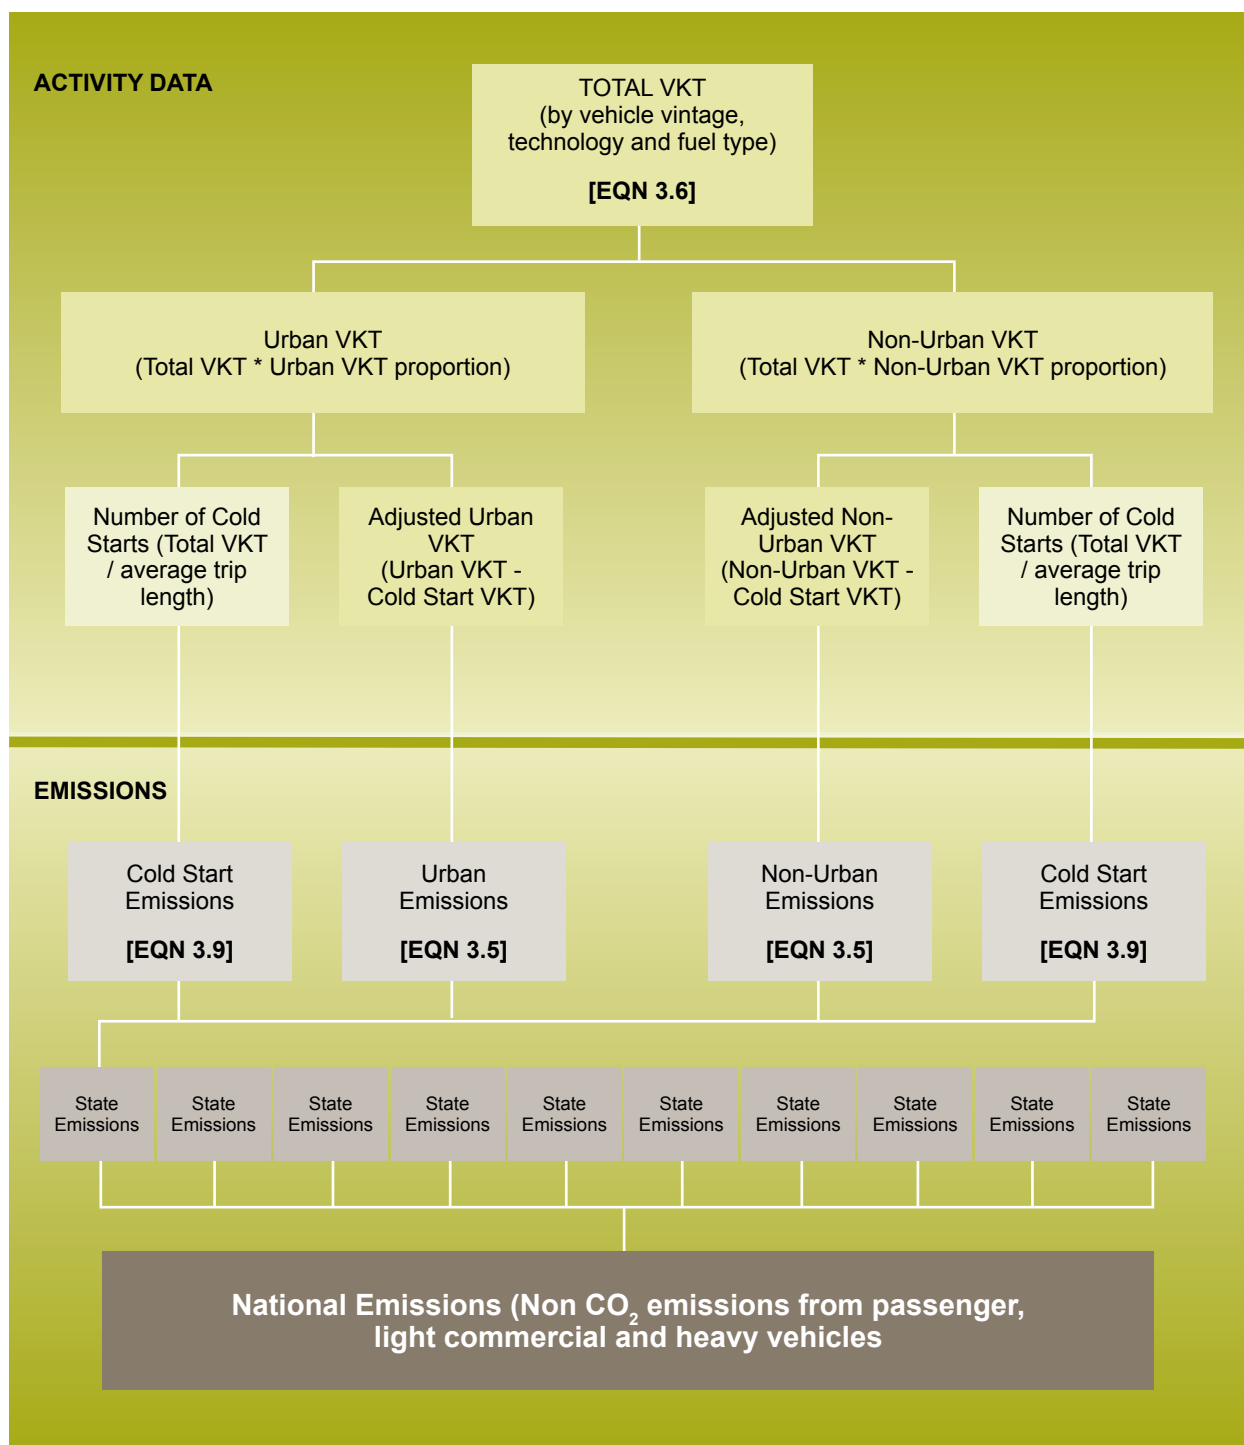 ACTIVITY DATA
TOTAL VKT
(by vehicle vintage,
technology and fuel type)
[EQN 3.6]
Urban VKT
(Total VKT * Urban VKT proportion)
Non-Urban VKT
(Total VKT * Non-Urban VKT proportion)
Number of Cold
Starts (Total VKT
/ average trip
length)
Adjusted Urban
VKT
(Urban VKT -
Cold Start VKT)
Adjusted Non-
Urban VKT
(Non-Urban VKT -
Cold Start VKT)
Number of Cold
Starts (Total VKT
/ average trip
length)
EMISSIONS
Cold Start
Emissions
[EQN 3.9]
Urban
Emissions
[EQN 3.5]
Non-Urban
Emissions
[EQN 3.5]
Cold Start
Emissions
[EQN 3.9]
State
Emissions
State
Emissions
State
Emissions
State
Emissions
State
Emissions
State
Emissions
State
Emissions
State
Emissions
State
Emissions
State
Emissions
National Emissions (Non CO₂ emissions from passenger,
light commercial and heavy vehicles